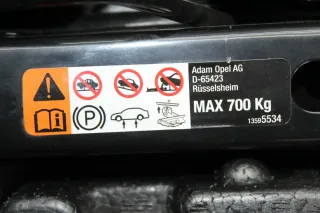 Adam Opel AG
D-65423
Rüsselsheim
MAX 700 Kg
13595534
P